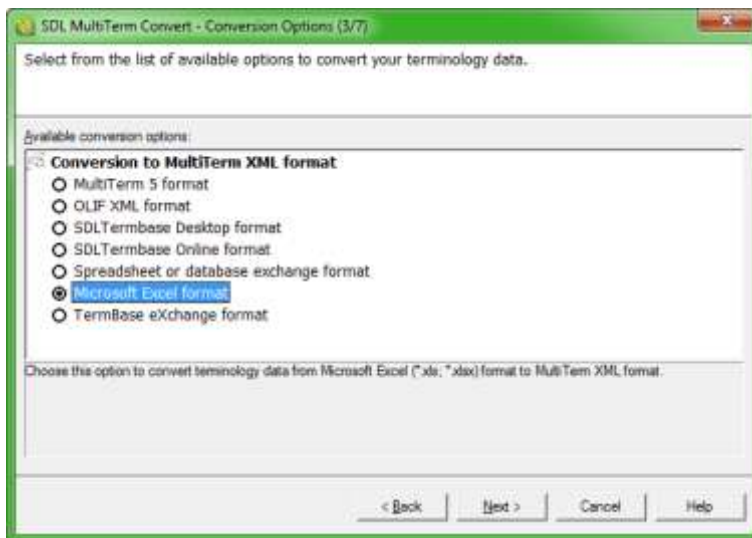 SDL MultiTerm Convert - Conversion Options (3/7)
Select from the list of available options to convert your terminology data.
Available conversion options:
Conversion to MultiTerm XML format
MultiTerm 5 format
OLIF XML format
SDLTermbase Desktop format
SDLTermbase Online format
Spreadsheet or database exchange format
Microsoft Excel format
TermBase eXchange format
Choose this option to convert terminology data from Microsoft Excel (*.xls; *.xlsx) format to MultiTerm XML format.
< Back Next > Cancel Help